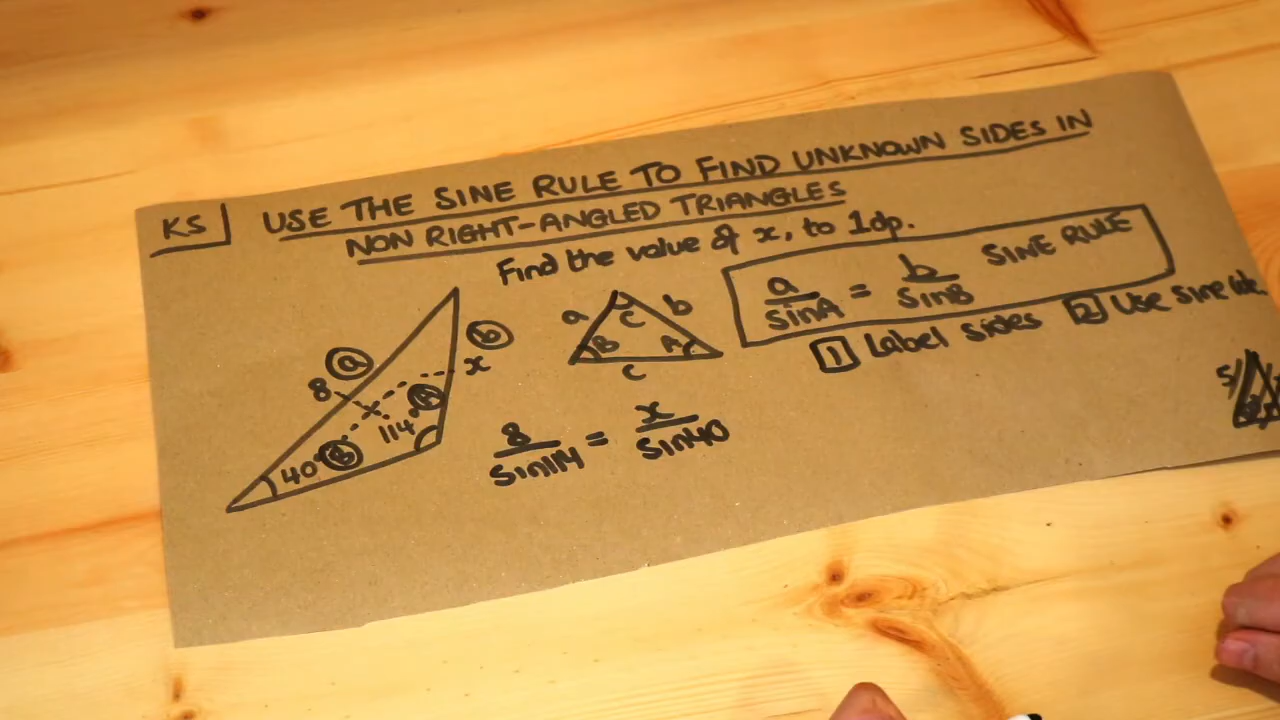 KS
USE THE SINE RULE TO FIND UNKNOWN SIDES IN
NON RIGHT-ANGLED TRIANGLES
Find the value of x, to 1dp.
a/sinA = b/sinB SINE RULE
1 Label sides 2 Use sine
a b
B C A
c
8 a b x
40° B 114° A
8/sin114 = x/sin40
5